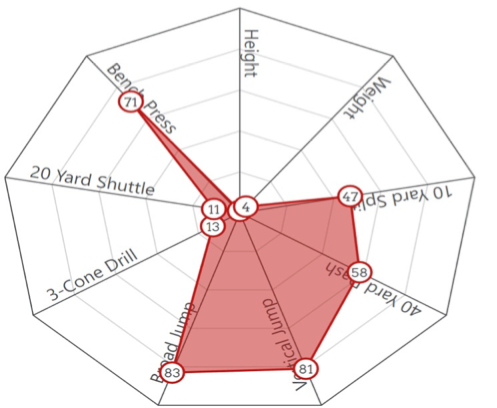 Height
Weight
10 Yard Split
40 Yard Dash
Vertical Jump
Broad Jump
3-Cone Drill
20 Yard Shuttle
Bench Press
4
47
58
81
83
13
11
71